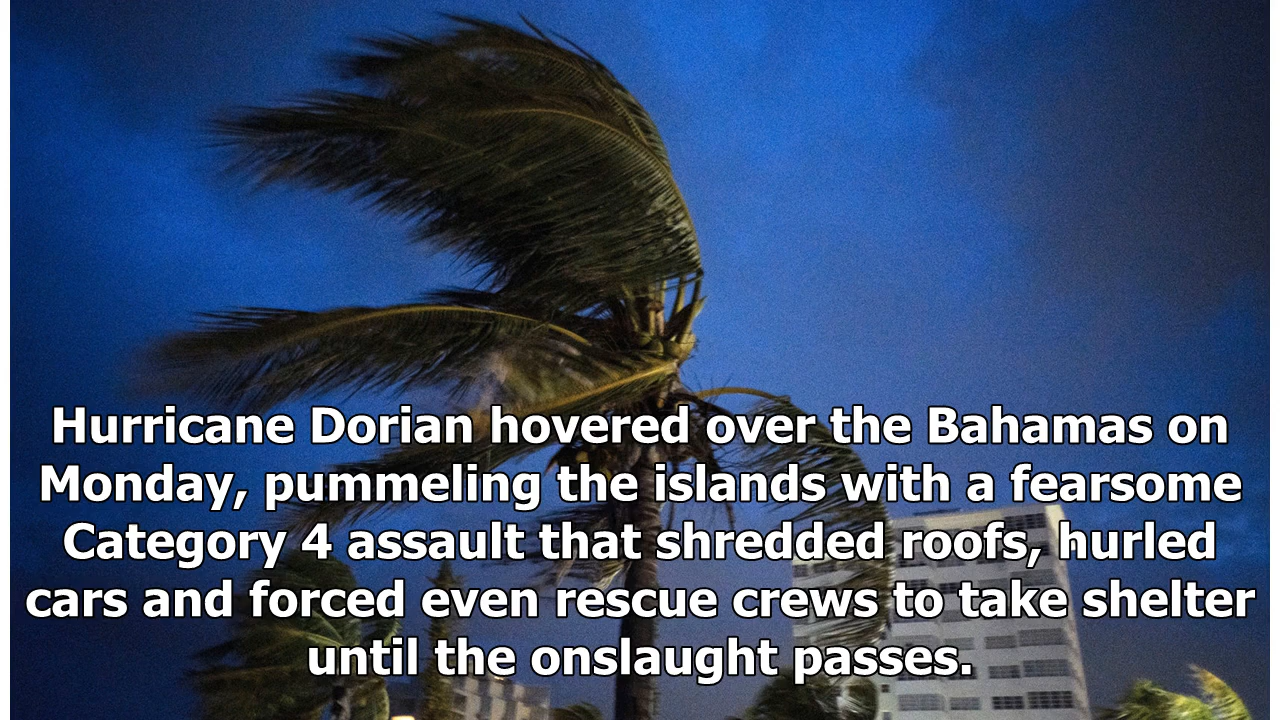 Hurricane Dorian hovered over the Bahamas on
Monday, pummeling the islands with a fearsome
Category 4 assault that shredded roofs, hurled
cars and forced even rescue crews to take shelter
until the onslaught passes.